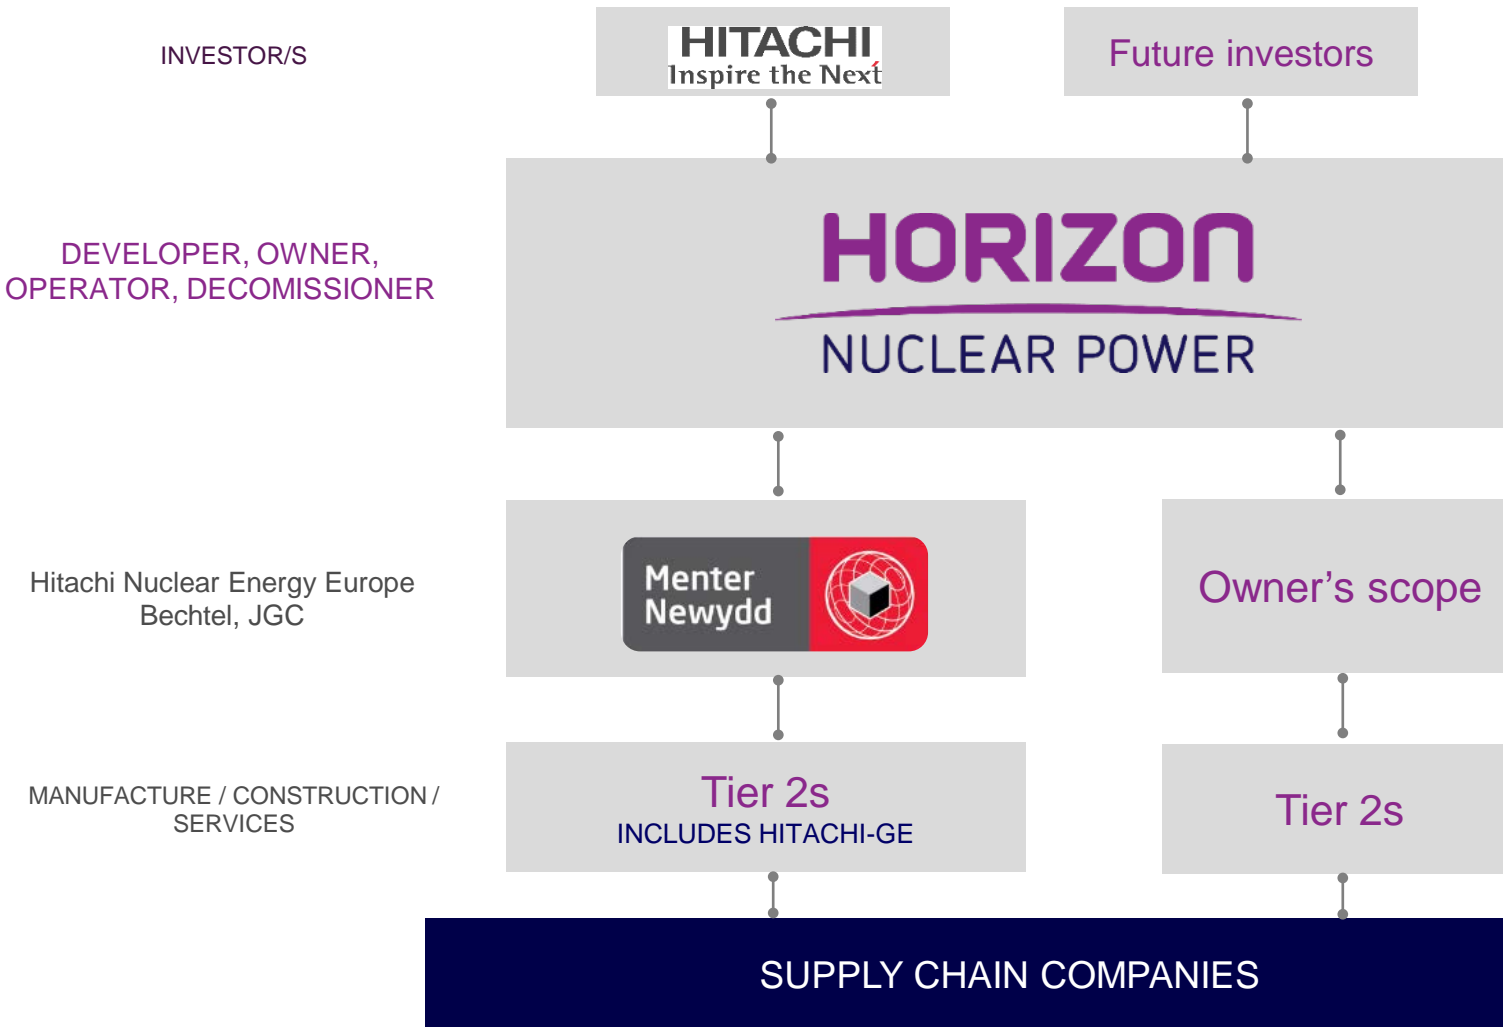 INVESTOR/S
HITACHI
Inspire the Next
Future investors
DEVELOPER, OWNER,
OPERATOR, DECOMISSIONER
HORIZON
NUCLEAR POWER
Hitachi Nuclear Energy Europe
Bechtel, JGC
Menter
Newydd
Owner’s scope
MANUFACTURE / CONSTRUCTION /
SERVICES
Tier 2s
INCLUDES HITACHI-GE
Tier 2s
SUPPLY CHAIN COMPANIES